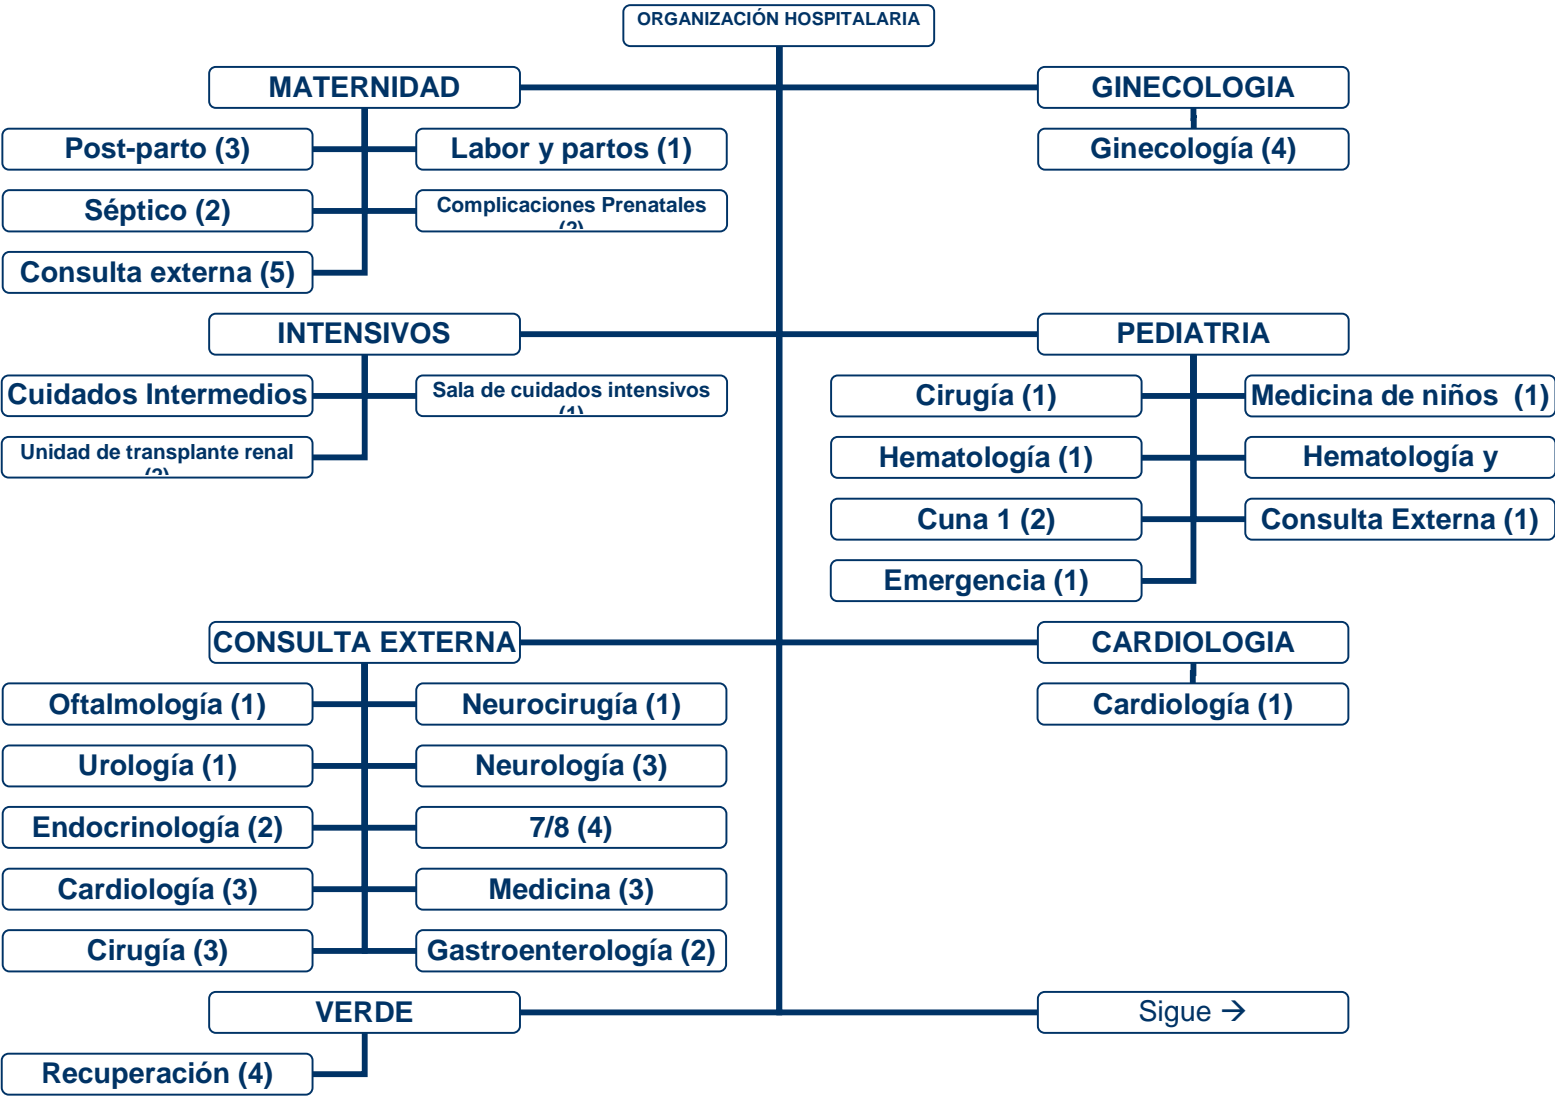 ORGANIZACIÓN HOSPITALARIA
MATERNIDAD
GINECOLOGIA
Post-parto (3)
Labor y partos (1)
Ginecología (4)
Séptico (2)
Complicaciones Prenatales
Consulta externa (5)
INTENSIVOS
PEDIATRIA
Cuidados Intermedios
Sala de cuidados intensivos
Cirugía (1)
Medicina de niños (1)
Unidad de transplante renal
Hematología (1)
Hematología y
Cuna 1 (2)
Consulta Externa (1)
Emergencia (1)
CONSULTA EXTERNA
CARDIOLOGIA
Oftalmología (1)
Neurocirugía (1)
Cardiología (1)
Urología (1)
Neurología (3)
Endocrinología (2)
7/8 (4)
Cardiología (3)
Medicina (3)
Cirugía (3)
Gastroenterología (2)
VERDE
Sigue →
Recuperación (4)